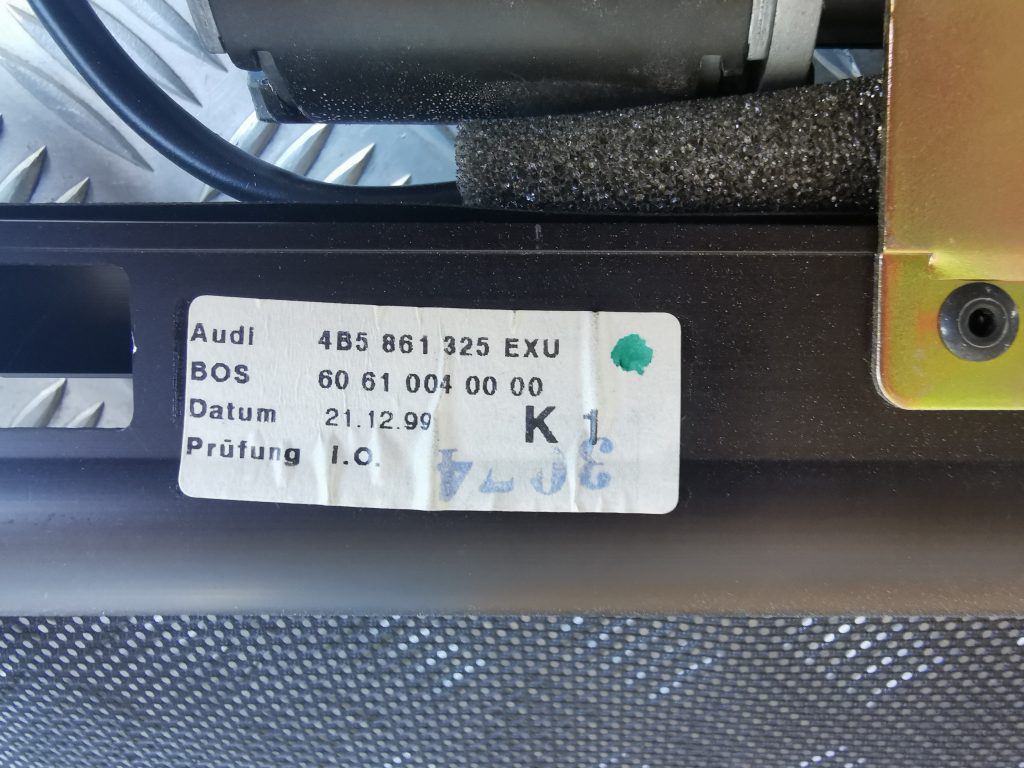 Audi 4B5 861 325 EXU
BOS 60 61 004 00 00
Datum 21.12.99
K 1
Prüfung I.O.